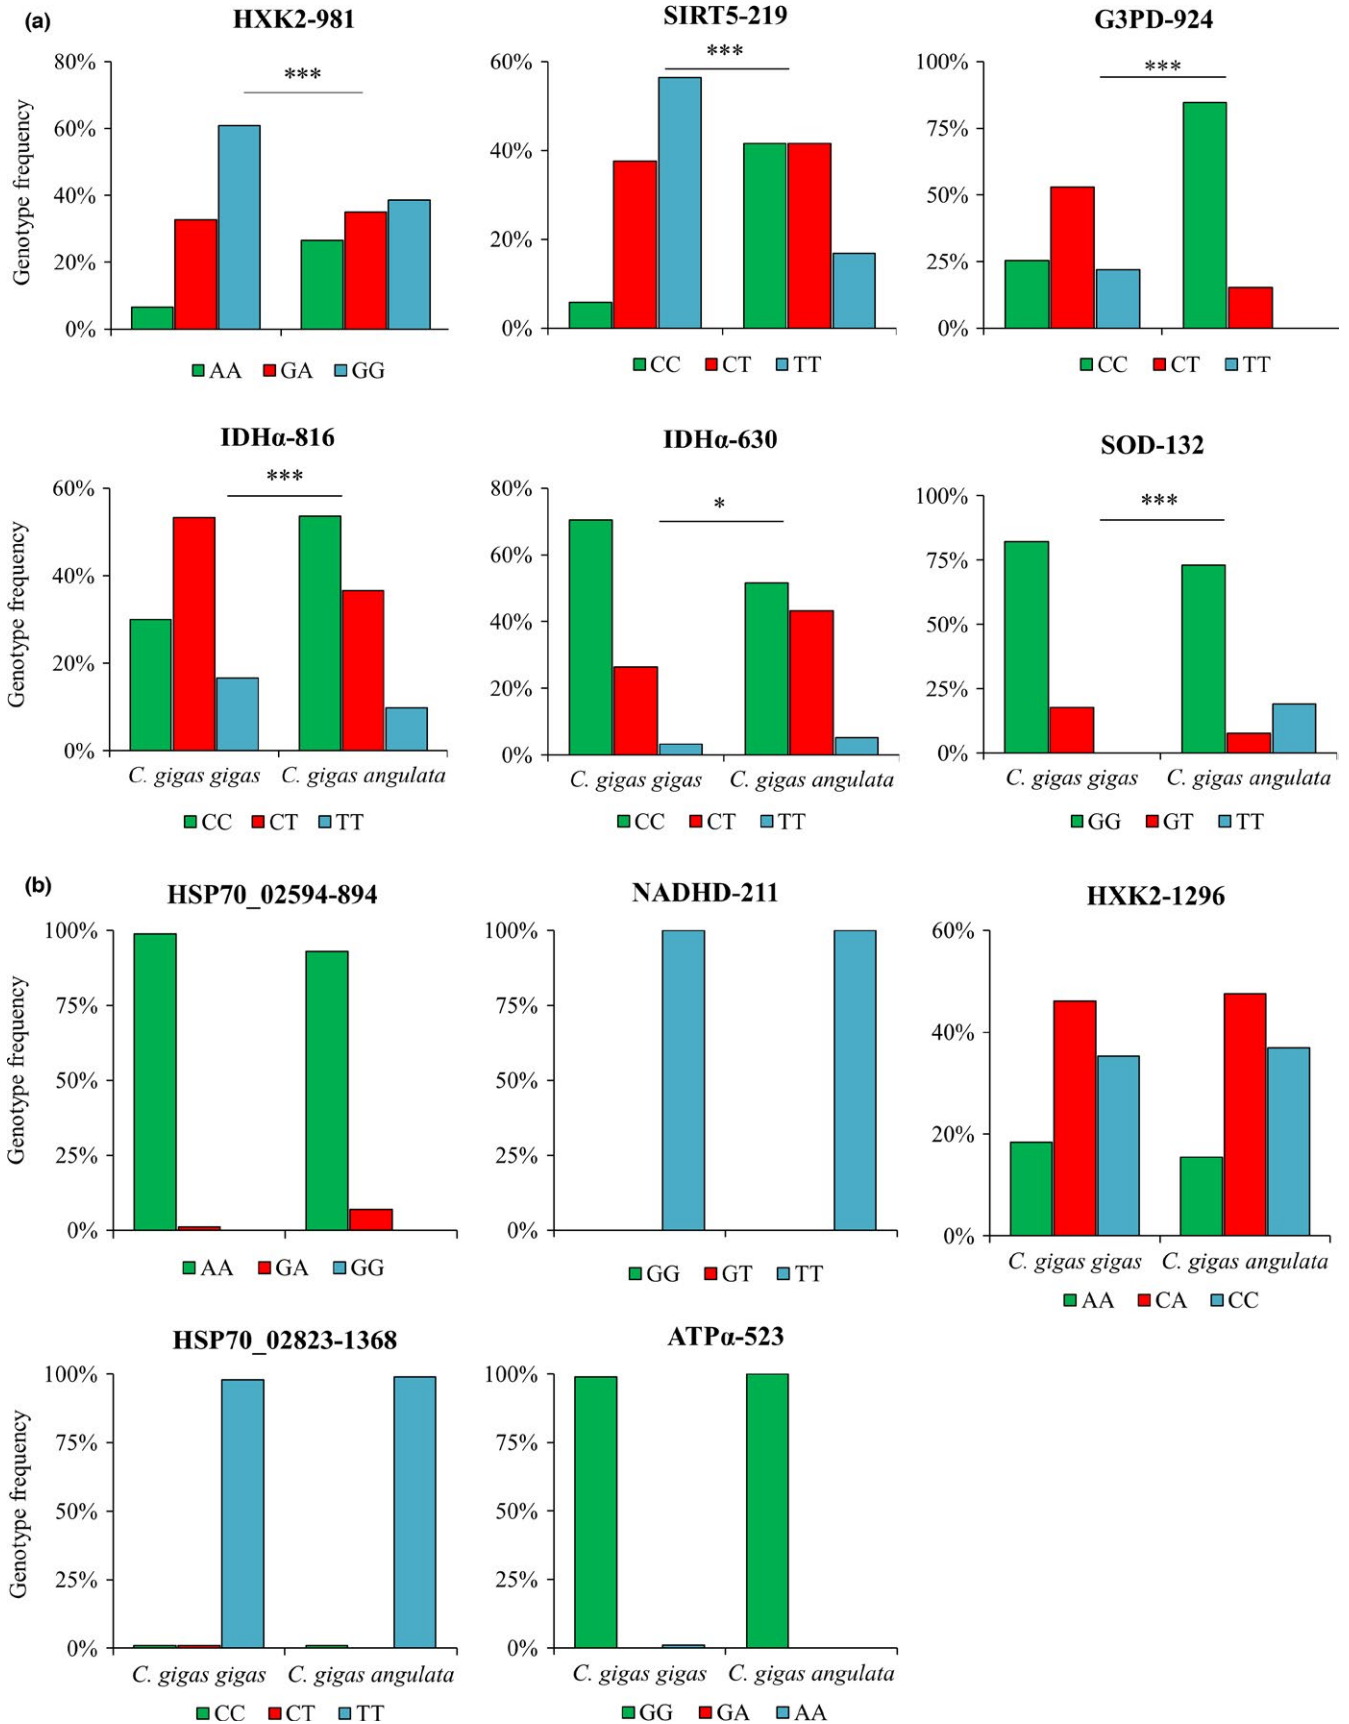 (a)
HXK2-981
SIRT5-219
G3PD-924
Genotype frequency
80%
60%
40%
20%
0%
***
AA GA GG
60%
40%
20%
0%
***
CC CT TT
100%
75%
50%
25%
0%
***
CC CT TT
IDHα-816
IDHα-630
SOD-132
Genotype frequency
60%
40%
20%
0%
***
C. gigas gigas C. gigas angulata
CC CT TT
80%
60%
40%
20%
0%
*
C. gigas gigas C. gigas angulata
CC CT TT
100%
75%
50%
25%
0%
***
C. gigas gigas C. gigas angulata
GG GT TT
(b)
HSP70_02594-894
NADHD-211
HXK2-1296
Genotype frequency
100%
75%
50%
25%
0%
AA GA GG
100%
75%
50%
25%
0%
GG GT TT
60%
40%
20%
0%
C. gigas gigas C. gigas angulata
AA CA CC
HSP70_02823-1368
ATPα-523
Genotype frequency
100%
75%
50%
25%
0%
C. gigas gigas C. gigas angulata
CC CT TT
100%
75%
50%
25%
0%
C. gigas gigas C. gigas angulata
GG GA AA